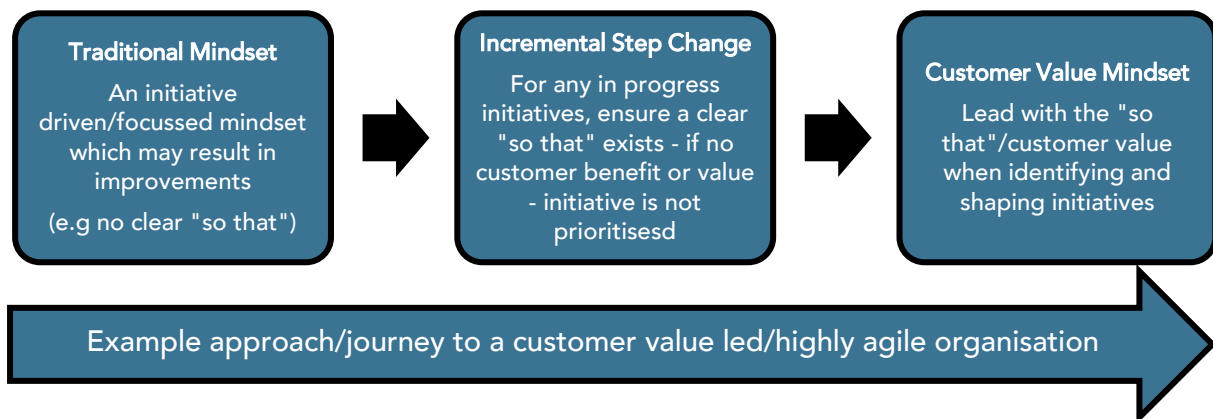 Traditional Mindset
An initiative
driven/focussed mindset
which may result in
improvements
(e.g no clear "so that")
Incremental Step Change
For any in progress
initiatives, ensure a clear
"so that" exists - if no
customer benefit or value
- initiative is not
prioritisesd
Customer Value Mindset
Lead with the "so
that"/customer value
when identifying and
shaping initiatives
Example approach/journey to a customer value led/highly agile organisation